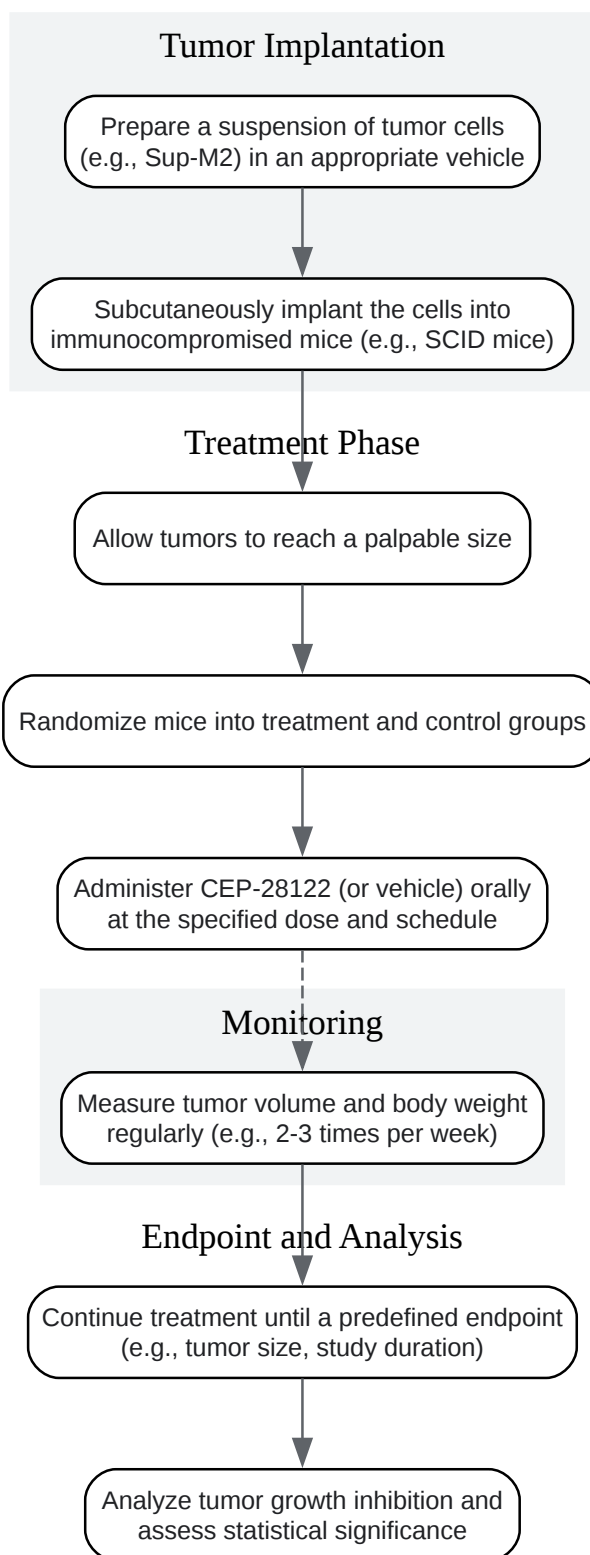 Tumor Implantation
Prepare a suspension of tumor cells
(e.g., Sup-M2) in an appropriate vehicle
Subcutaneously implant the cells into
immunocompromised mice (e.g., SCID mice)
Treatment Phase
Allow tumors to reach a palpable size
Randomize mice into treatment and control groups
Administer CEP-28122 (or vehicle) orally
at the specified dose and schedule
Monitoring
Measure tumor volume and body weight
regularly (e.g., 2-3 times per week)
Endpoint and Analysis
Continue treatment until a predefined endpoint
(e.g., tumor size, study duration)
Analyze tumor growth inhibition and
assess statistical significance